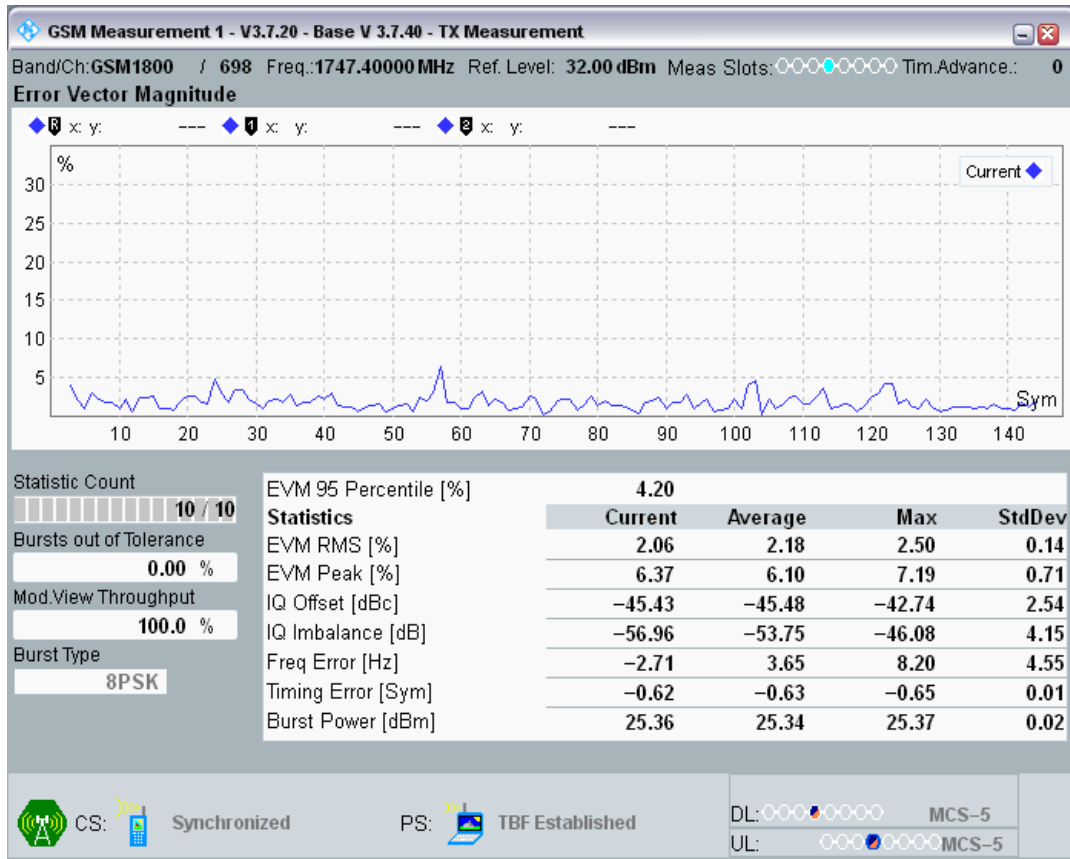 GSM Measurement 1 - V3.7.20 - Base V 3.7.40 - TX Measurement
Band/Ch:GSM1800 / 698 Freq.:1747.40000 MHz Ref. Level: 32.00 dBm Meas Slots: Tim.Advance.: 0
Error Vector Magnitude
R x: y: --- 1 x: y: --- 2 x: y: ---
%
Current
30
25
20
15
10
5
Sym
10 20 30 40 50 60 70 80 90 100 110 120 130 140
Statistic Count
10 / 10
Bursts out of Tolerance
0.00 %
Mod.View Throughput
100.0 %
Burst Type
8PSK
EVM 95 Percentile [%] 4.20
Statistics Current Average Max StdDev
EVM RMS [%] 2.06 2.18 2.50 0.14
EVM Peak [%] 6.37 6.10 7.19 0.71
IQ Offset [dBc] −45.43 −45.48 −42.74 2.54
IQ Imbalance [dB] −56.96 −53.75 −46.08 4.15
Freq Error [Hz] −2.71 3.65 8.20 4.55
Timing Error [Sym] −0.62 −0.63 −0.65 0.01
Burst Power [dBm] 25.36 25.34 25.37 0.02
CS: Synchronized PS: TBF Established
DL: MCS−5
UL: MCS−5